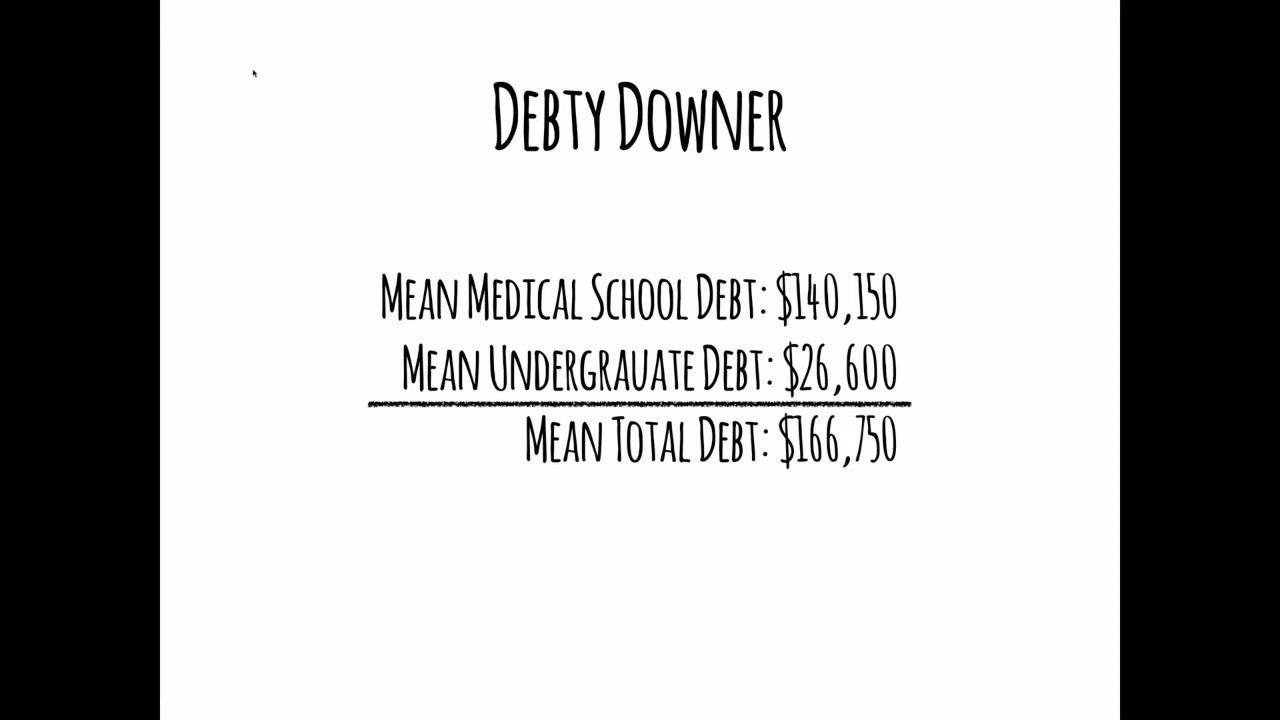 Debty Downer
Mean Medical School Debt: $140,150
Mean Undergrauate Debt: $26,600
Mean Total Debt: $166,750